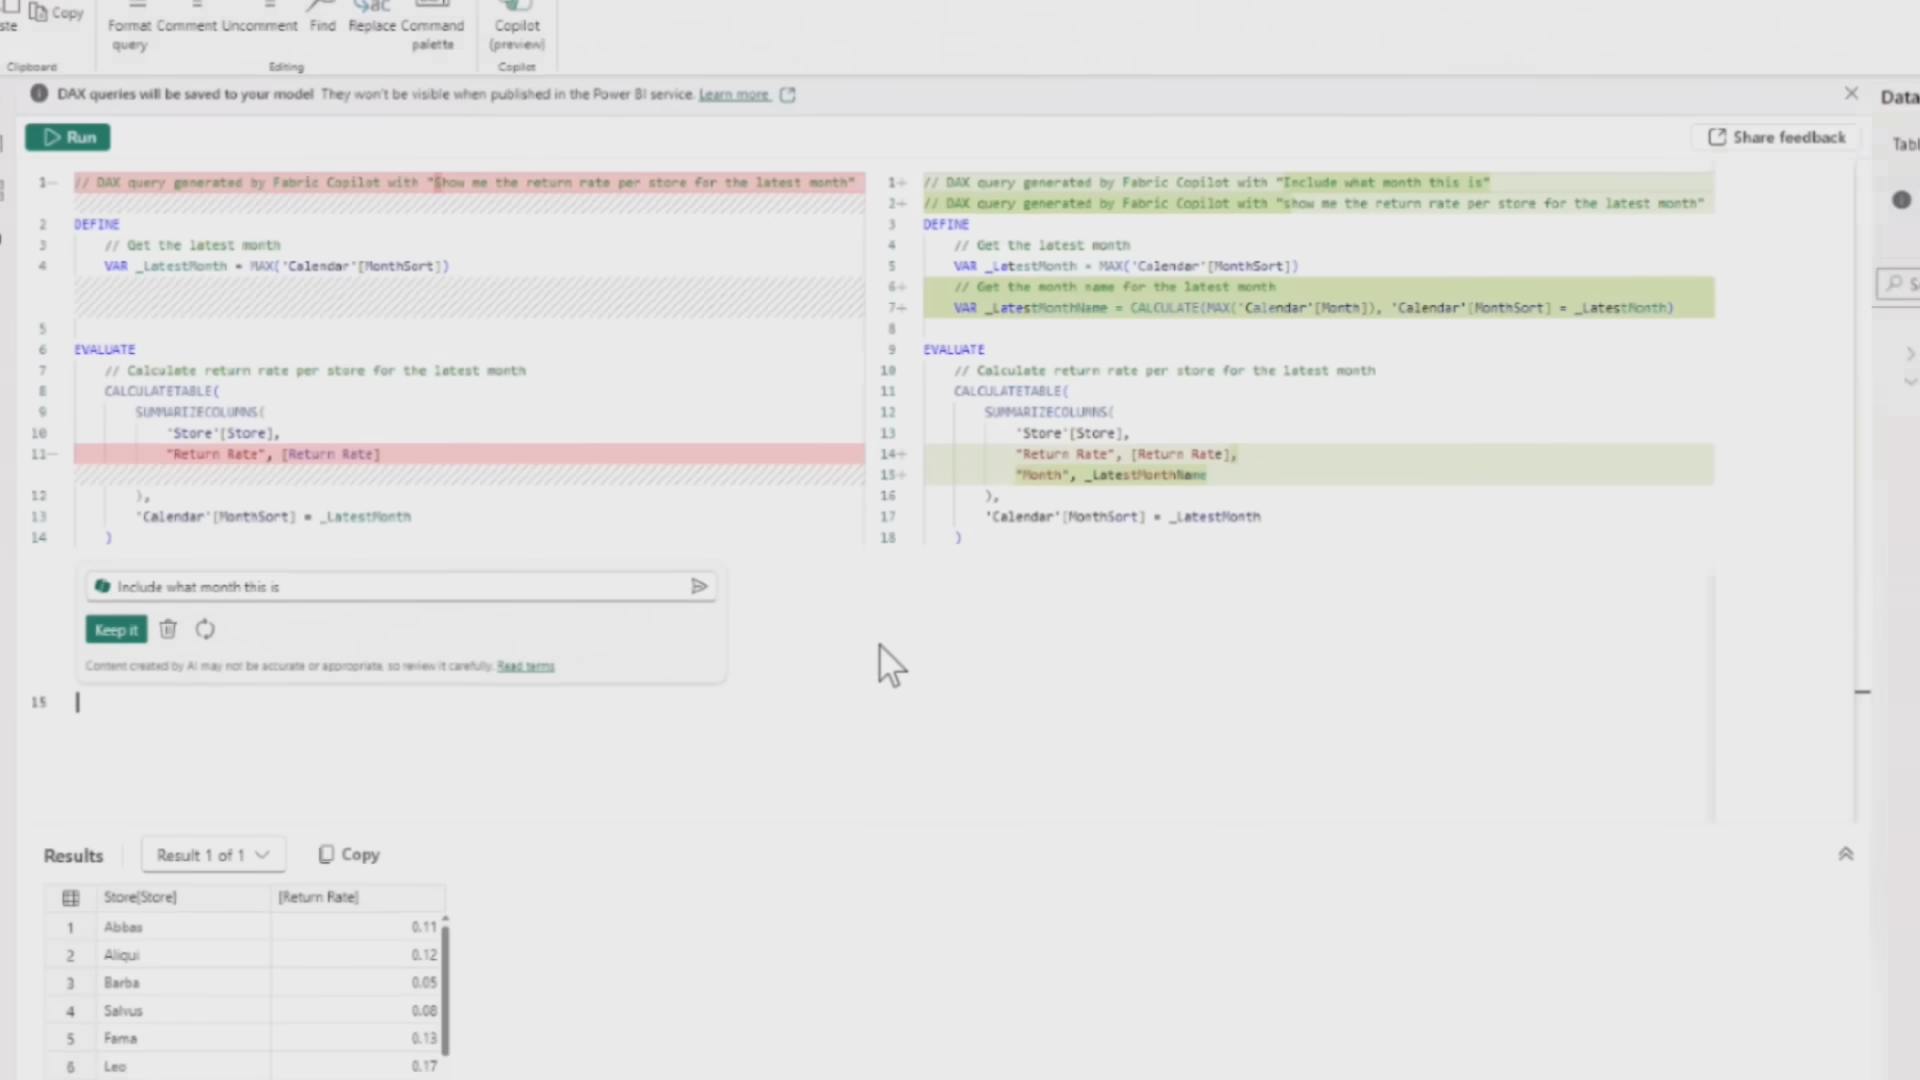 Copy
Format query
Comment
Uncomment
Find
Replace
Command palette
Copilot (preview)
Clipboard
Editing
Copilot
DAX queries will be saved to your model They won't be visible when published in the Power BI service. Learn more
Data
Run
Share feedback
1 // DAX query generated by Fabric Copilot with "Show me the return rate per store for the latest month"
2 DEFINE
3 // Get the latest month
4 VAR _LatestMonth = MAX('Calendar'[MonthSort])
5
6 EVALUATE
7 // Calculate return rate per store for the latest month
8 CALCULATETABLE(
9 SUMMARIZECOLUMNS(
10 'Store'[Store],
11 "Return Rate", [Return Rate]
12 ),
13 'Calendar'[MonthSort] = _LatestMonth
14 )
1+ // DAX query generated by Fabric Copilot with "Include what month this is"
2+ // DAX query generated by Fabric Copilot with "show me the return rate per store for the latest month"
3 DEFINE
4 // Get the latest month
5 VAR _LatestMonth = MAX('Calendar'[MonthSort])
6+ // Get the month name for the latest month
7+ VAR _LatestMonthName = CALCULATE(MAX('Calendar'[Month]), 'Calendar'[MonthSort] = _LatestMonth)
8
9 EVALUATE
10 // Calculate return rate per store for the latest month
11 CALCULATETABLE(
12 SUMMARIZECOLUMNS(
13 'Store'[Store],
14+ "Return Rate", [Return Rate],
15+ "Month", _LatestMonthName
16 ),
17 'Calendar'[MonthSort] = _LatestMonth
18 )
Include what month this is
Keep it
Content created by AI may not be accurate or appropriate, so review it carefully. Read terms
15
Results
Result 1 of 1
Copy
Store[Store] [Return Rate]
1 Abbas 0.11
2 Aliqui 0.12
3 Barba 0.05
4 Salvus 0.08
5 Fama 0.13
6 Leo 0.17